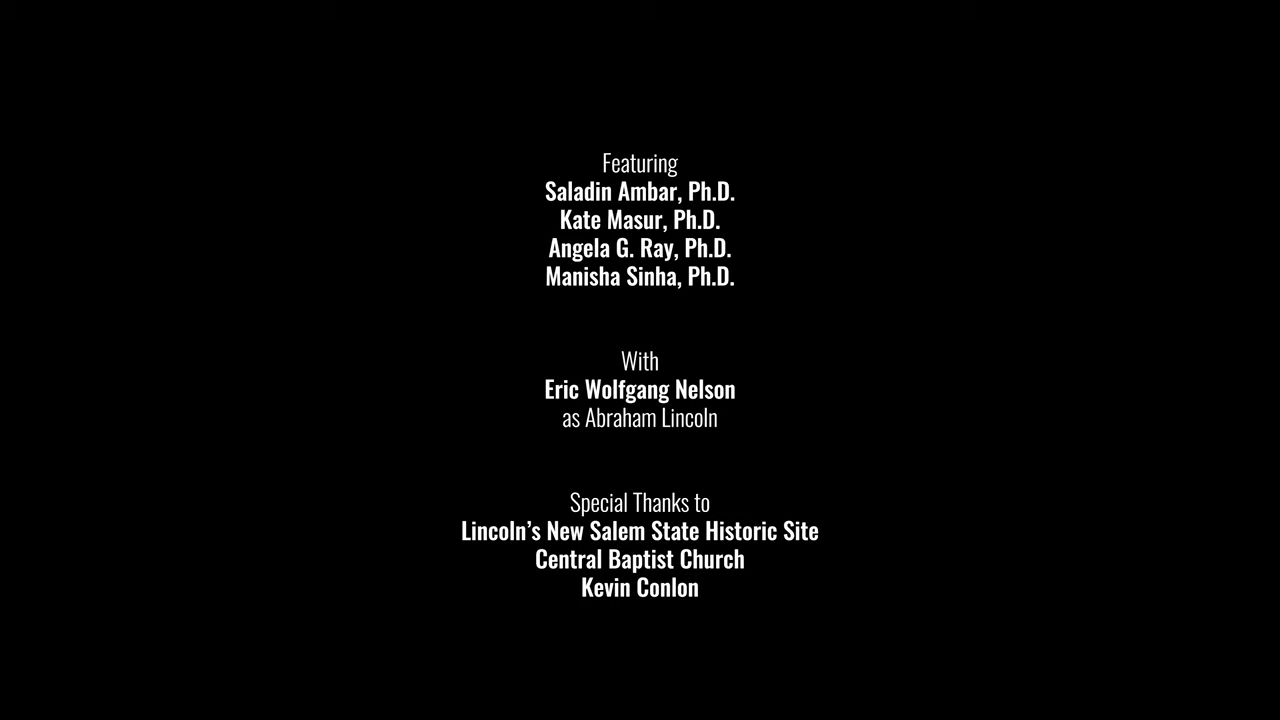 Featuring
Saladin Ambar, Ph.D.
Kate Masur, Ph.D.
Angela G. Ray, Ph.D.
Manisha Sinha, Ph.D.
With
Eric Wolfgang Nelson
as Abraham Lincoln
Special Thanks to
Lincoln’s New Salem State Historic Site
Central Baptist Church
Kevin Conlon